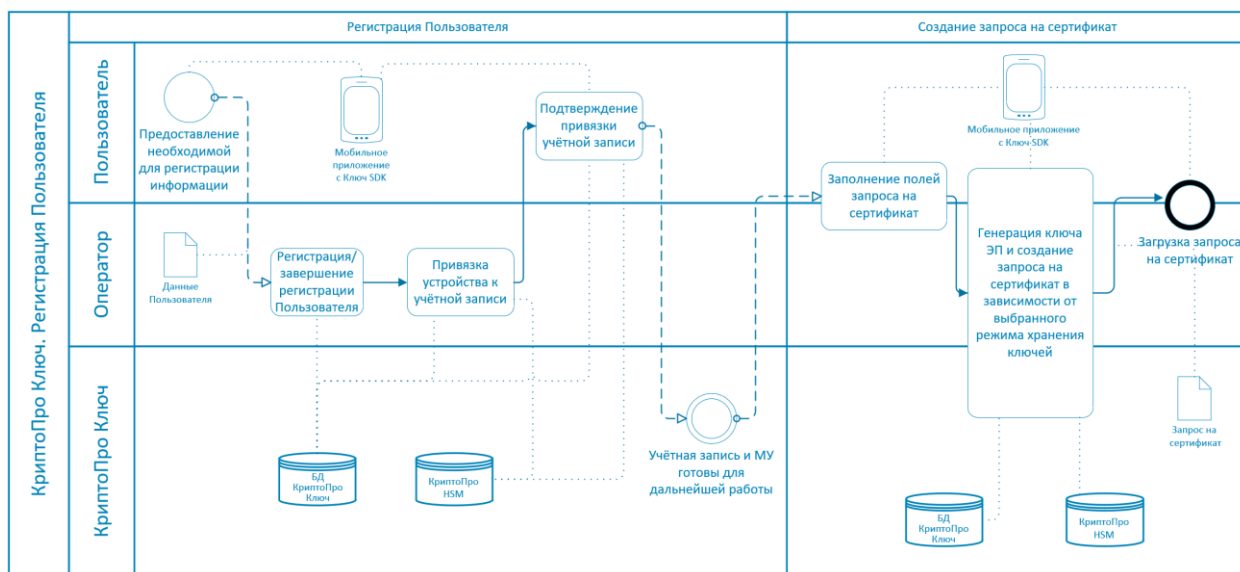 КриптоПро Ключ. Регистрация Пользователя
Регистрация Пользователя
Создание запроса на сертификат
Пользователь
Предоставление
необходимой
для регистрации
информации
Мобильное
приложение
с Ключ SDK
Подтверждение
привязки
учётной записи
Мобильное приложение
с Ключ SDK
Заполнение полей
запроса на
сертификат
Оператор
Данные
Пользователя
Регистрация/
завершение
регистрации
Пользователя
Привязка
устройства к
учётной записи
Генерация ключа
ЭП и создание
запроса на
сертификат в
зависимости от
выбранного
режима хранения
ключей
Загрузка запроса
на сертификат
КриптоПро Ключ
БД
КриптоПро
Ключ
КриптоПро
HSM
Учётная запись и МУ
готовы для
дальнейшей работы
Запрос на
сертификат
БД
КриптоПро
Ключ
КриптоПро
HSM